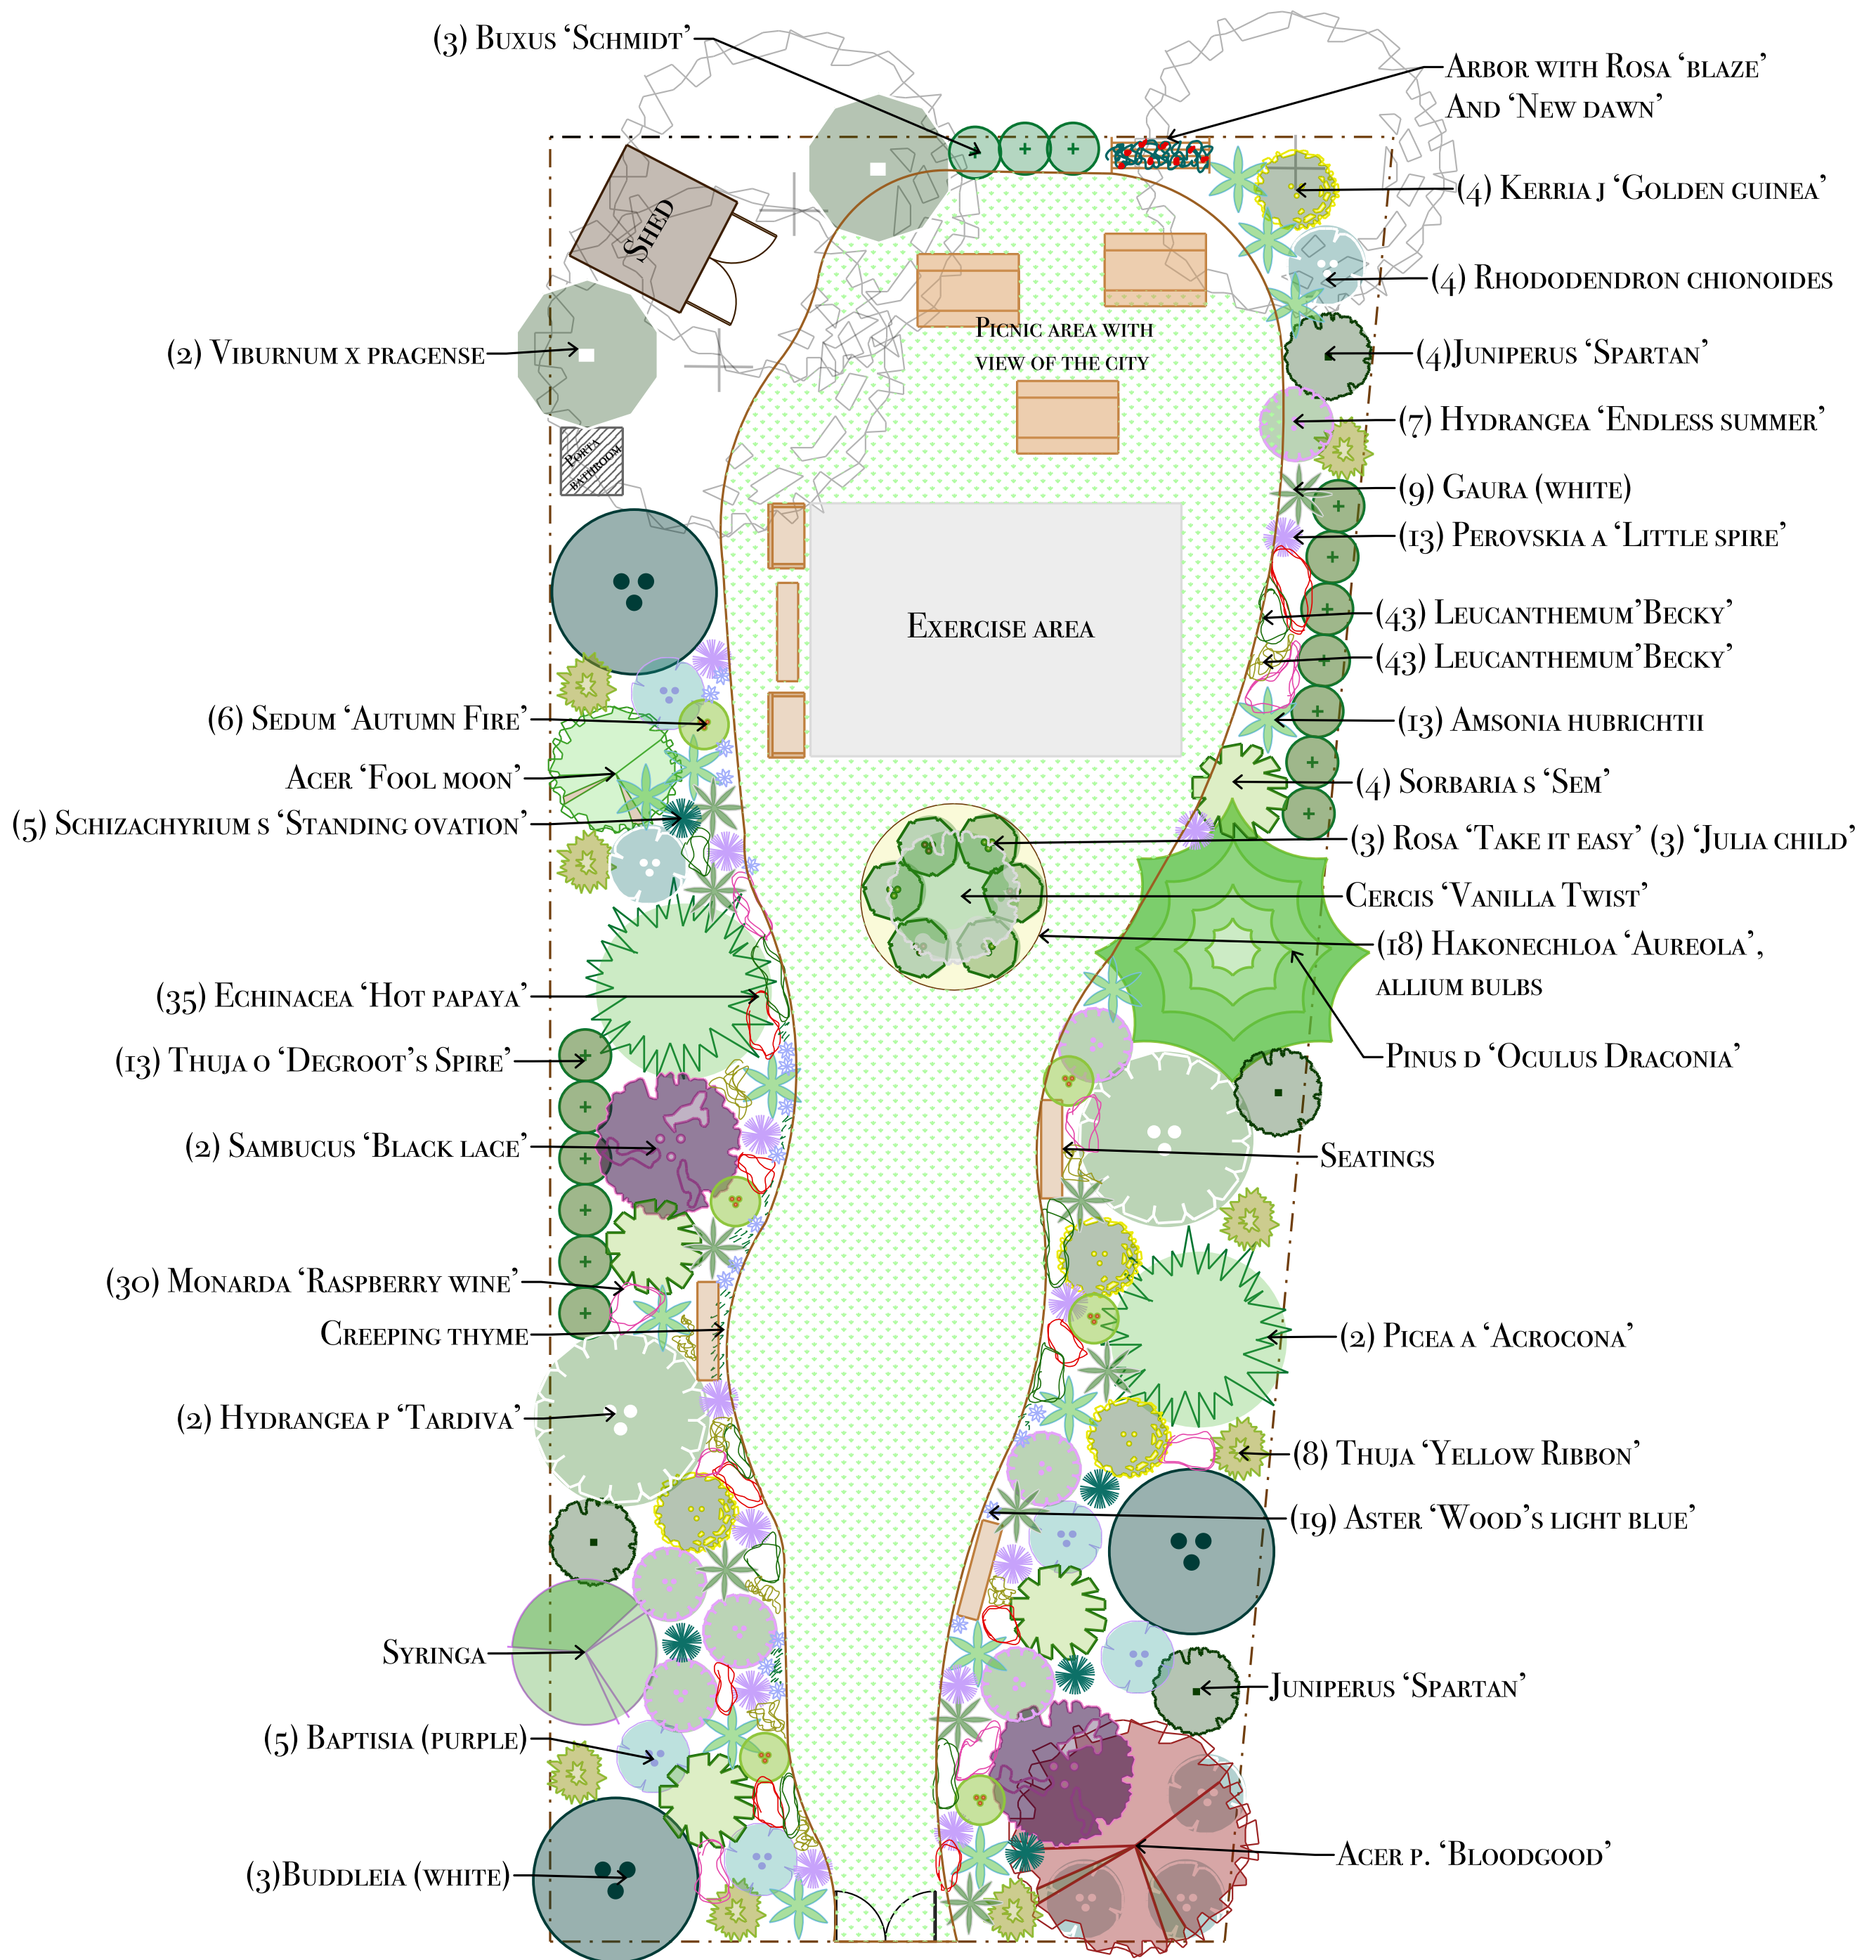 (3) Buxus ‘Schmidt’
Arbor with Rosa ‘blaze’
And ‘New dawn’
(4) Kerria j ‘Golden guinea’
Shed
(4) Rhododendron chionoides
Picnic area with
view of the city
(2) Viburnum x pragense
(4)Juniperus ‘Spartan’
(7) Hydrangea ‘Endless summer’
Porta
bathroom
(9) Gaura (white)
(13) Perovskia a ‘Little spire’
Exercise area
(43) Leucanthemum’Becky’
(43) Leucanthemum’Becky’
(6) Sedum ‘Autumn Fire’
(13) Amsonia hubrichtii
Acer ‘Fool moon’
(4) Sorbaria s ‘Sem’
(5) Schizachyrium s ‘Standing ovation’
(3) Rosa ‘Take it easy’ (3) ‘Julia child’
Cercis ‘Vanilla Twist’
(18) Hakonechloa ‘Aureola’,
allium bulbs
(35) Echinacea ‘Hot papaya’
Pinus d ‘Oculus Draconia’
(13) Thuja o ‘Degroot’s Spire’
(2) Sambucus ‘Black lace’
Seatings
(30) Monarda ‘Raspberry wine’
Creeping thyme
(2) Picea a ‘Acrocona’
(2) Hydrangea p ‘Tardiva’
(8) Thuja ‘Yellow Ribbon’
(19) Aster ‘Wood’s light blue’
Syringa
Juniperus ‘Spartan’
(5) Baptisia (purple)
Acer p. ‘Bloodgood’
(3)Buddleia (white)